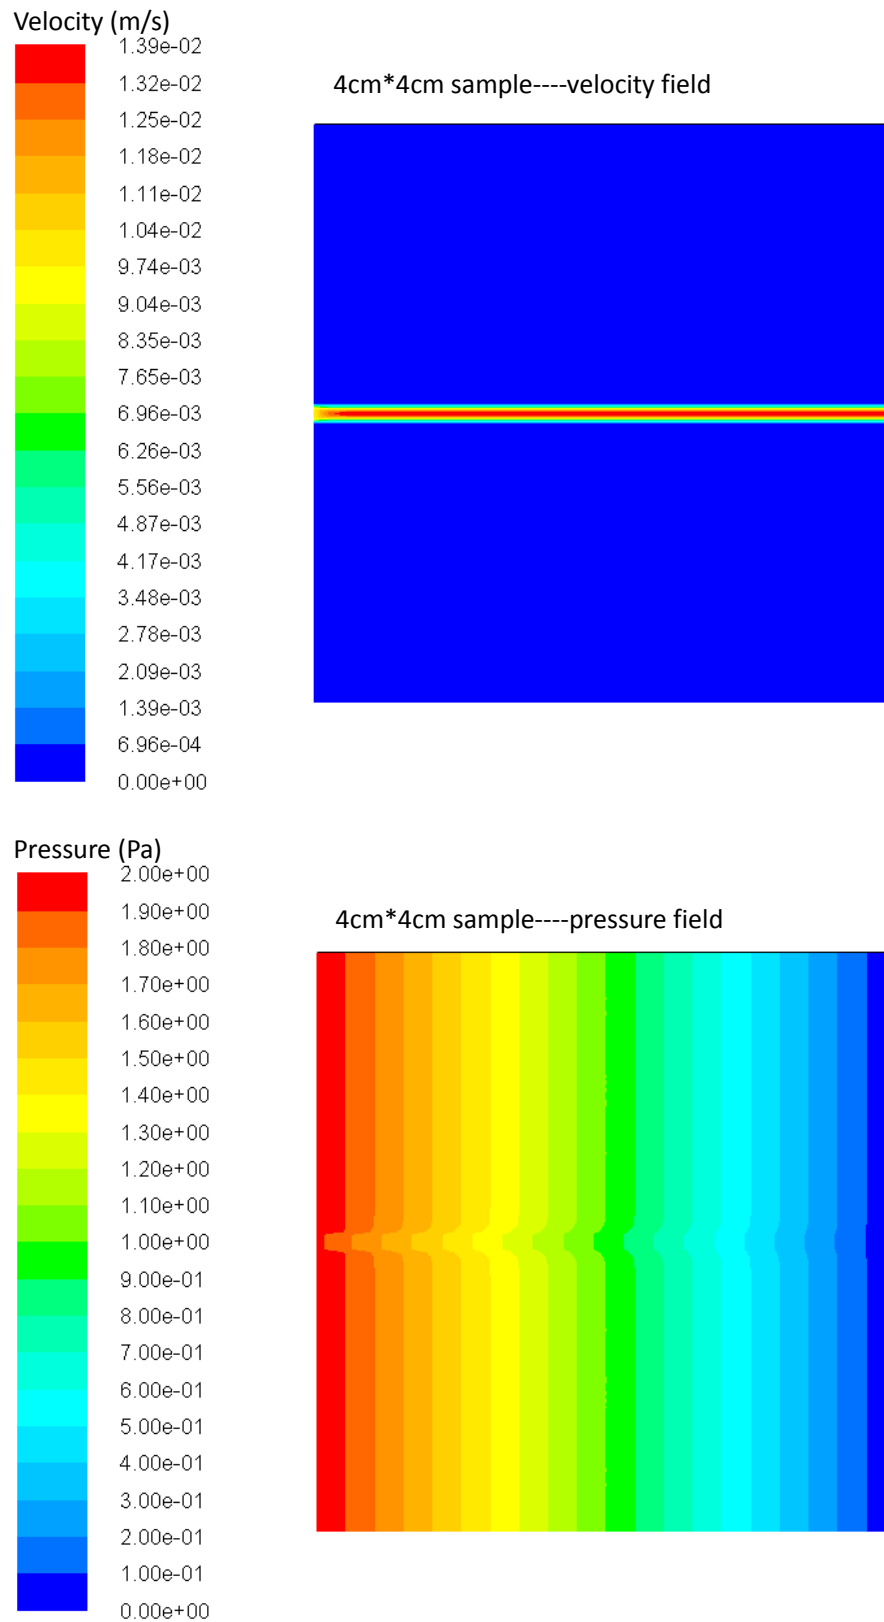 Velocity (m/s)
1.39e-02
1.32e-02
1.25e-02
1.18e-02
1.11e-02
1.04e-02
9.74e-03
9.04e-03
8.35e-03
7.65e-03
6.96e-03
6.26e-03
5.56e-03
4.87e-03
4.17e-03
3.48e-03
2.78e-03
2.09e-03
1.39e-03
6.96e-04
0.00e+00
4cm*4cm sample----velocity field
Pressure (Pa)
2.00e+00
1.90e+00
1.80e+00
1.70e+00
1.60e+00
1.50e+00
1.40e+00
1.30e+00
1.20e+00
1.10e+00
1.00e+00
9.00e-01
8.00e-01
7.00e-01
6.00e-01
5.00e-01
4.00e-01
3.00e-01
2.00e-01
1.00e-01
0.00e+00
4cm*4cm sample----pressure field